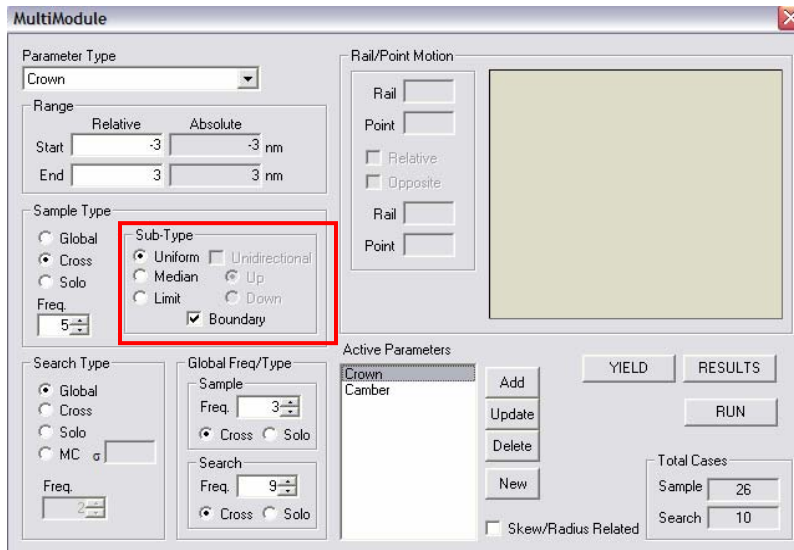 MultiModule
Parameter Type
Crown
Range
Relative Absolute
Start -3 -3 nm
End 3 3 nm
Sample Type
Global
Cross
Solo
Freq.
5
Sub-Type
Uniform Unidirectional
Median Up
Limit Down
Boundary
Search Type
Global
Cross
Solo
MC σ
Freq.
2
Global Freq/Type
Sample
Freq. 3
Cross Solo
Search
Freq. 9
Cross Solo
Rail/Point Motion
Rail
Point
Relative
Opposite
Rail
Point
Active Parameters
Crown
Camber
Add
Update
Delete
New
Skew/Radius Related
YIELD RESULTS
RUN
Total Cases
Sample 26
Search 10